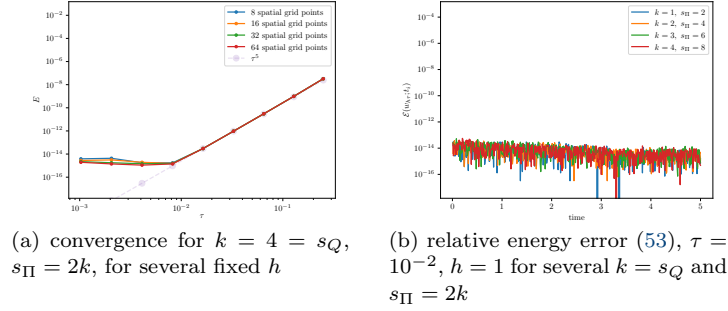 10⁻²
10⁻⁴
10⁻⁶
10⁻⁸
10⁻¹⁰
10⁻¹²
10⁻¹⁴
10⁻¹⁶
E
8 spatial grid points
16 spatial grid points
32 spatial grid points
64 spatial grid points
τ⁵
10⁻³
10⁻²
10⁻¹
τ
(a) convergence for k = 4 = s_Q,
s_Π = 2k, for several fixed h
10⁻²
10⁻⁴
10⁻⁶
10⁻⁸
10⁻¹⁰
10⁻¹²
10⁻¹⁴
10⁻¹⁶
k = 1, s_Π = 2
k = 2, s_Π = 4
k = 3, s_Π = 6
k = 4, s_Π = 8
0
1
2
3
4
5
time
(b) relative energy error (53), τ =
10⁻², h = 1 for several k = s_Q and
s_Π = 2k